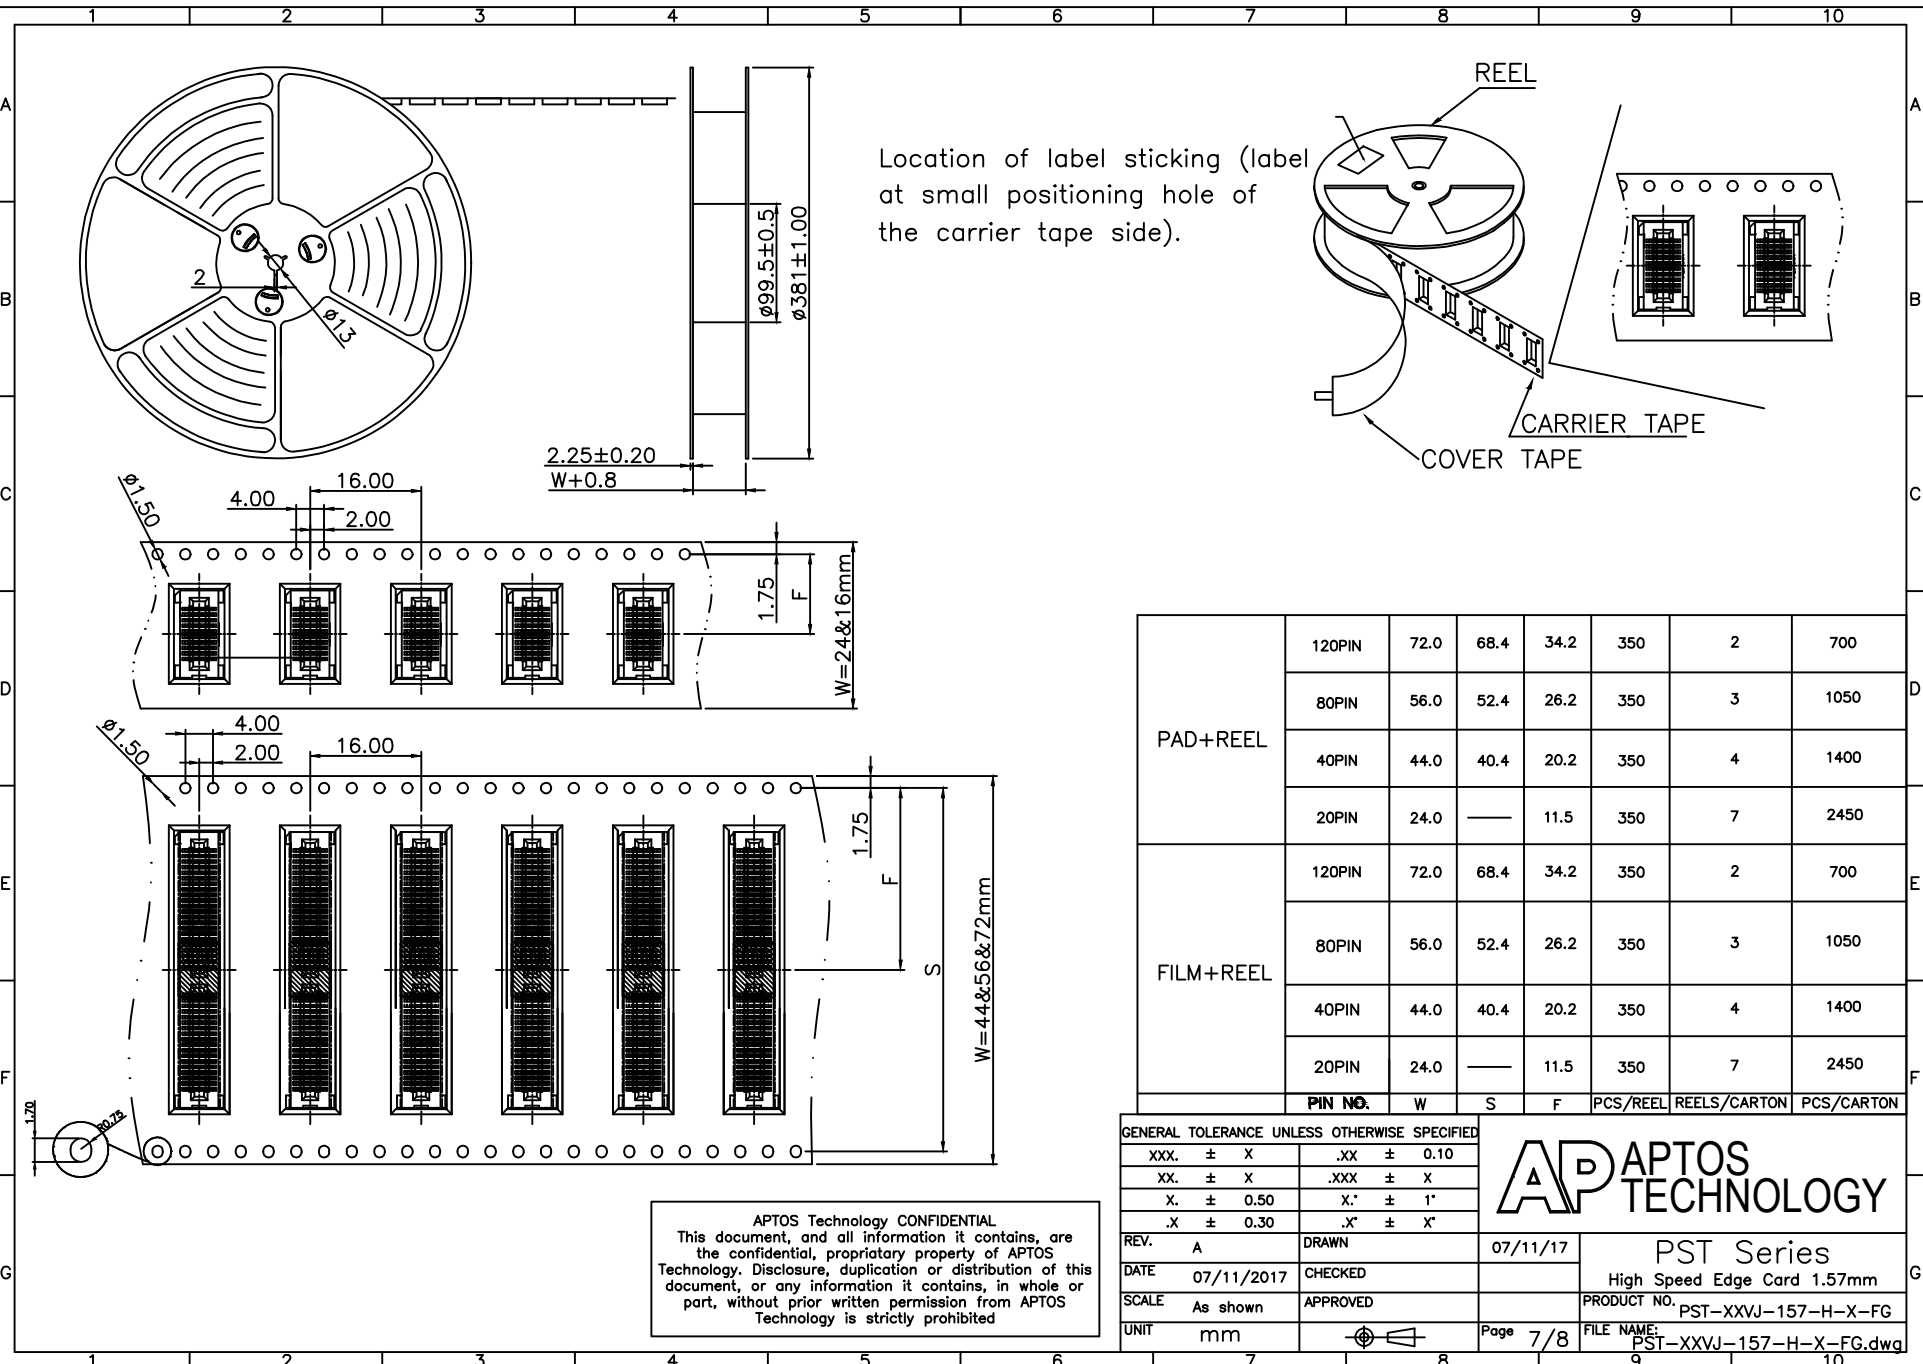 1 2 3 4 5 6 7 8 9 10
A A
B B
C C
D D
E E
F F
G G
REEL
Location of label sticking (label
at small positioning hole of
the carrier tape side).
CARRIER TAPE
COVER TAPE
2
ø13
ø99.5±0.5
ø381±1.00
2.25±0.20
W+0.8
ø1.50
4.00
16.00
2.00
1.75
F
W=24&16mm
ø1.50
4.00
2.00
16.00
1.75
F
S
W=44&56&72mm
1.70
R0.75
PAD+REEL
120PIN 72.0 68.4 34.2 350 2 700
80PIN 56.0 52.4 26.2 350 3 1050
40PIN 44.0 40.4 20.2 350 4 1400
20PIN 24.0 —— 11.5 350 7 2450
FILM+REEL
120PIN 72.0 68.4 34.2 350 2 700
80PIN 56.0 52.4 26.2 350 3 1050
40PIN 44.0 40.4 20.2 350 4 1400
20PIN 24.0 —— 11.5 350 7 2450
PIN NO. W S F PCS/REEL REELS/CARTON PCS/CARTON
GENERAL TOLERANCE UNLESS OTHERWISE SPECIFIED
XXX. ± X .XX ± 0.10
XX. ± X .XXX ± X
X. ± 0.50 X.° ± 1°
.X ± 0.30 .X° ± X°
AP APTOS
TECHNOLOGY
REV. A DRAWN 07/11/17
DATE 07/11/2017 CHECKED
SCALE As shown APPROVED
UNIT mm Page 7/8
PST Series
High Speed Edge Card 1.57mm
PRODUCT NO. PST-XXVJ-157-H-X-FG
FILE NAME: PST-XXVJ-157-H-X-FG.dwg
APTOS Technology CONFIDENTIAL
This document, and all information it contains, are
the confidential, propriatary property of APTOS
Technology. Disclosure, duplication or distribution of this
document, or any information it contains, in whole or
part, without prior written permission from APTOS
Technology is strictly prohibited
1 2 3 4 5 6 7 8 9 10